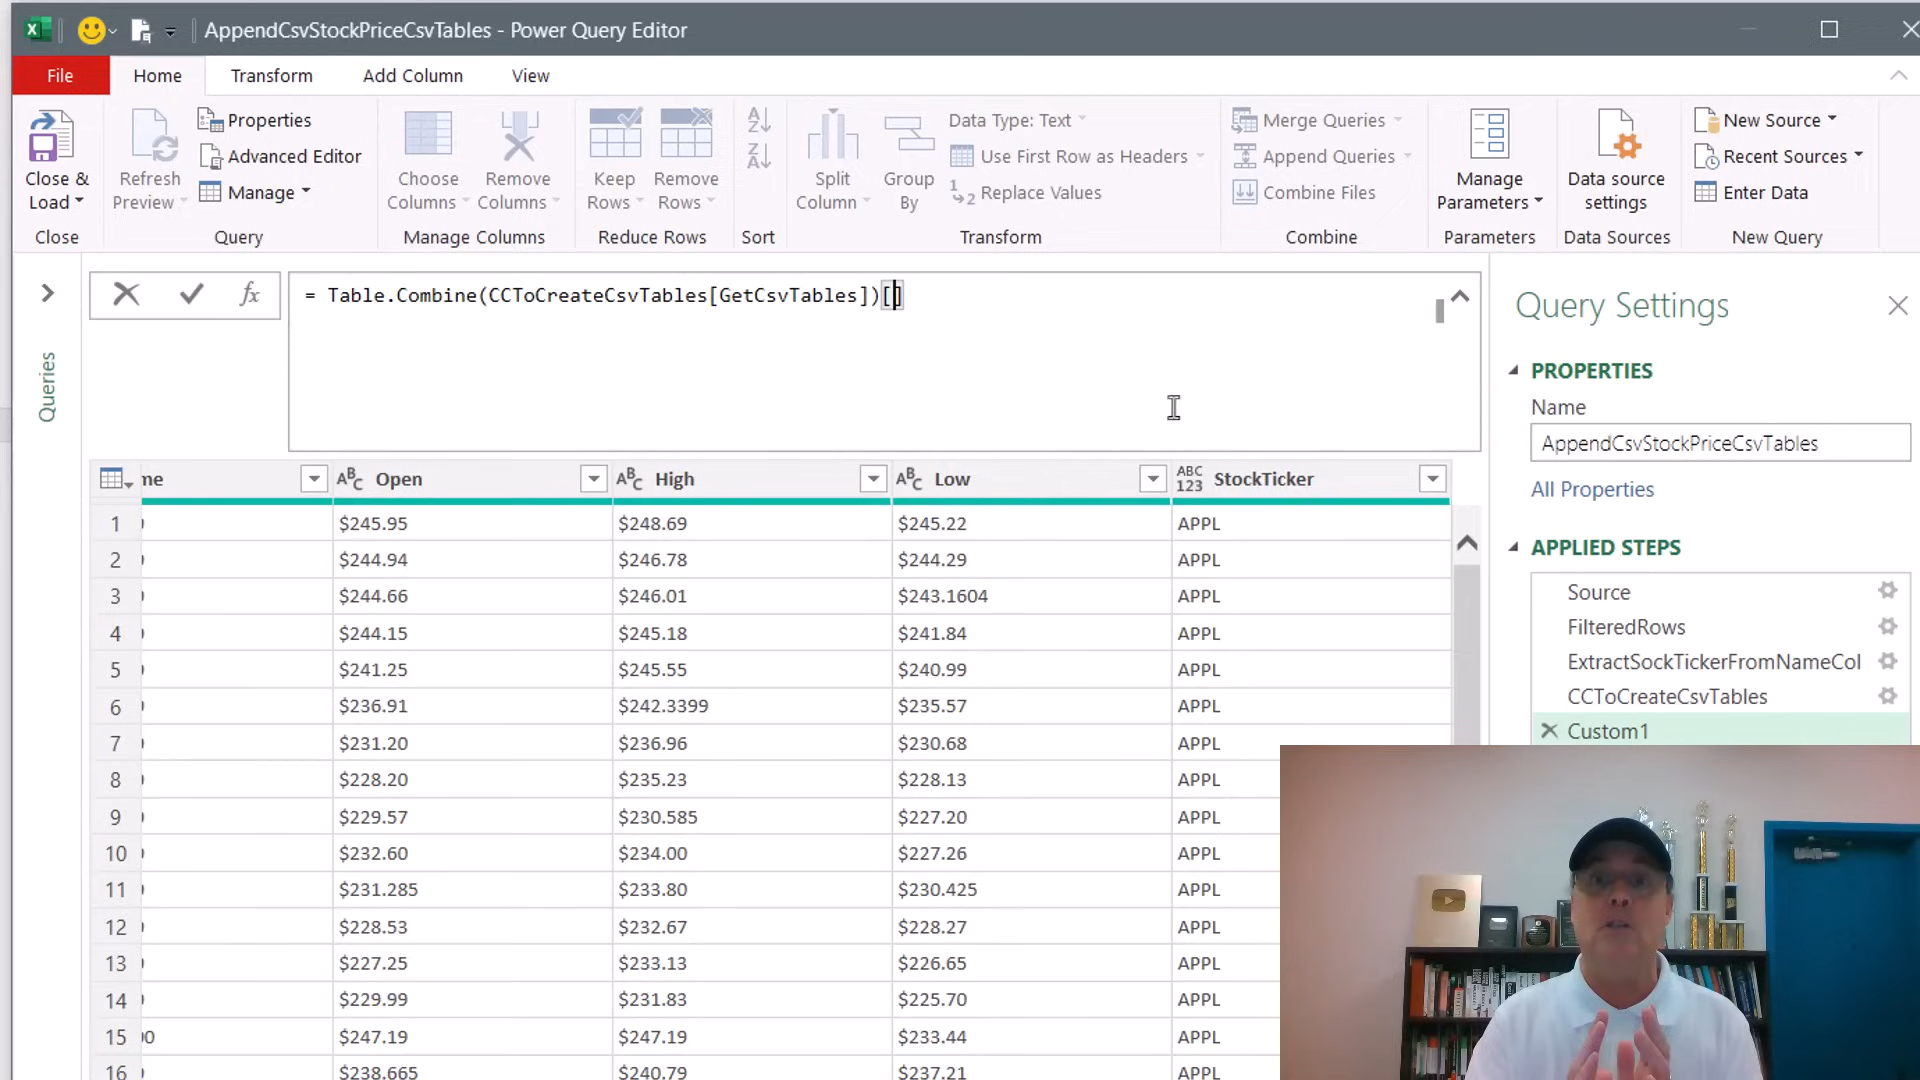 AppendCsvStockPriceCsvTables - Power Query Editor
File Home Transform Add Column View
Close & Load
Close
Refresh Preview
Properties
Advanced Editor
Manage
Query
Choose Columns
Remove Columns
Manage Columns
Keep Rows
Remove Rows
Reduce Rows
Sort
Split Column
Group By
Data Type: Text
Use First Row as Headers
Replace Values
Transform
Merge Queries
Append Queries
Combine Files
Combine
Manage Parameters
Parameters
Data source settings
Data Sources
New Source
Recent Sources
Enter Data
New Query
Queries
fx
= Table.Combine(CCToCreateCsvTables[GetCsvTables])[]
me ABC Open ABC High ABC Low ABC 123 StockTicker
1 $245.95 $248.69 $245.22 APPL
2 $244.94 $246.78 $244.29 APPL
3 $244.66 $246.01 $243.1604 APPL
4 $244.15 $245.18 $241.84 APPL
5 $241.25 $245.55 $240.99 APPL
6 $236.91 $242.3399 $235.57 APPL
7 $231.20 $236.96 $230.68 APPL
8 $228.20 $235.23 $228.13 APPL
9 $229.57 $230.585 $227.20 APPL
10 $232.60 $234.00 $227.26 APPL
11 $231.285 $233.80 $230.425 APPL
12 $228.53 $232.67 $228.27 APPL
13 $227.25 $233.13 $226.65 APPL
14 $229.99 $231.83 $225.70 APPL
15 00 $247.19 $247.19 $233.44 APPL
16 $238.665 $240.79 $237.21 APPL
Query Settings
PROPERTIES
Name
AppendCsvStockPriceCsvTables
All Properties
APPLIED STEPS
Source
FilteredRows
ExtractSockTickerFromNameCol
CCToCreateCsvTables
Custom1